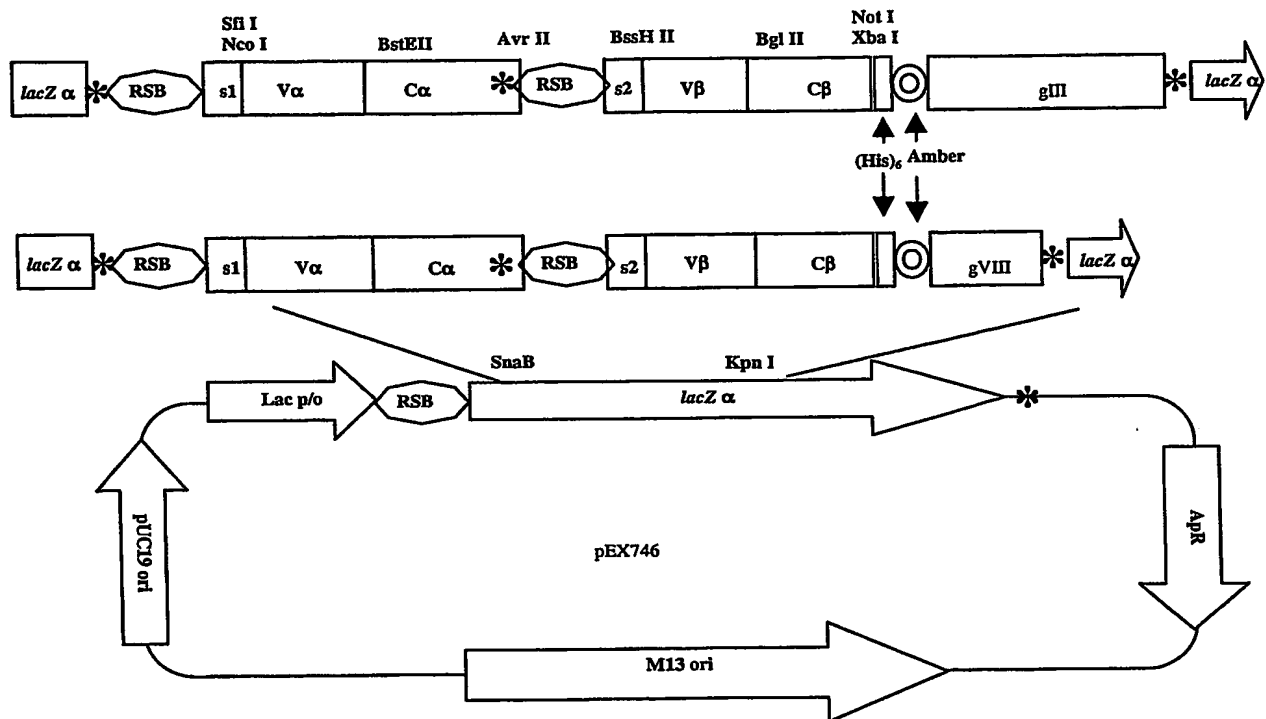 Sfi I
Nco I
BstEII
Avr II
BssH II
Bgl II
Not I
Xba I
lacZ α * RSB s1 Vα Cα * RSB s2 Vβ Cβ gIII * lacZ α
(His)6 Amber
lacZ α * RSB s1 Vα Cα * RSB s2 Vβ Cβ gVIII * lacZ α
SnaB
Kpn I
Lac p/o RSB lacZ α *
pUC19 ori
ApR
pEX746
M13 ori